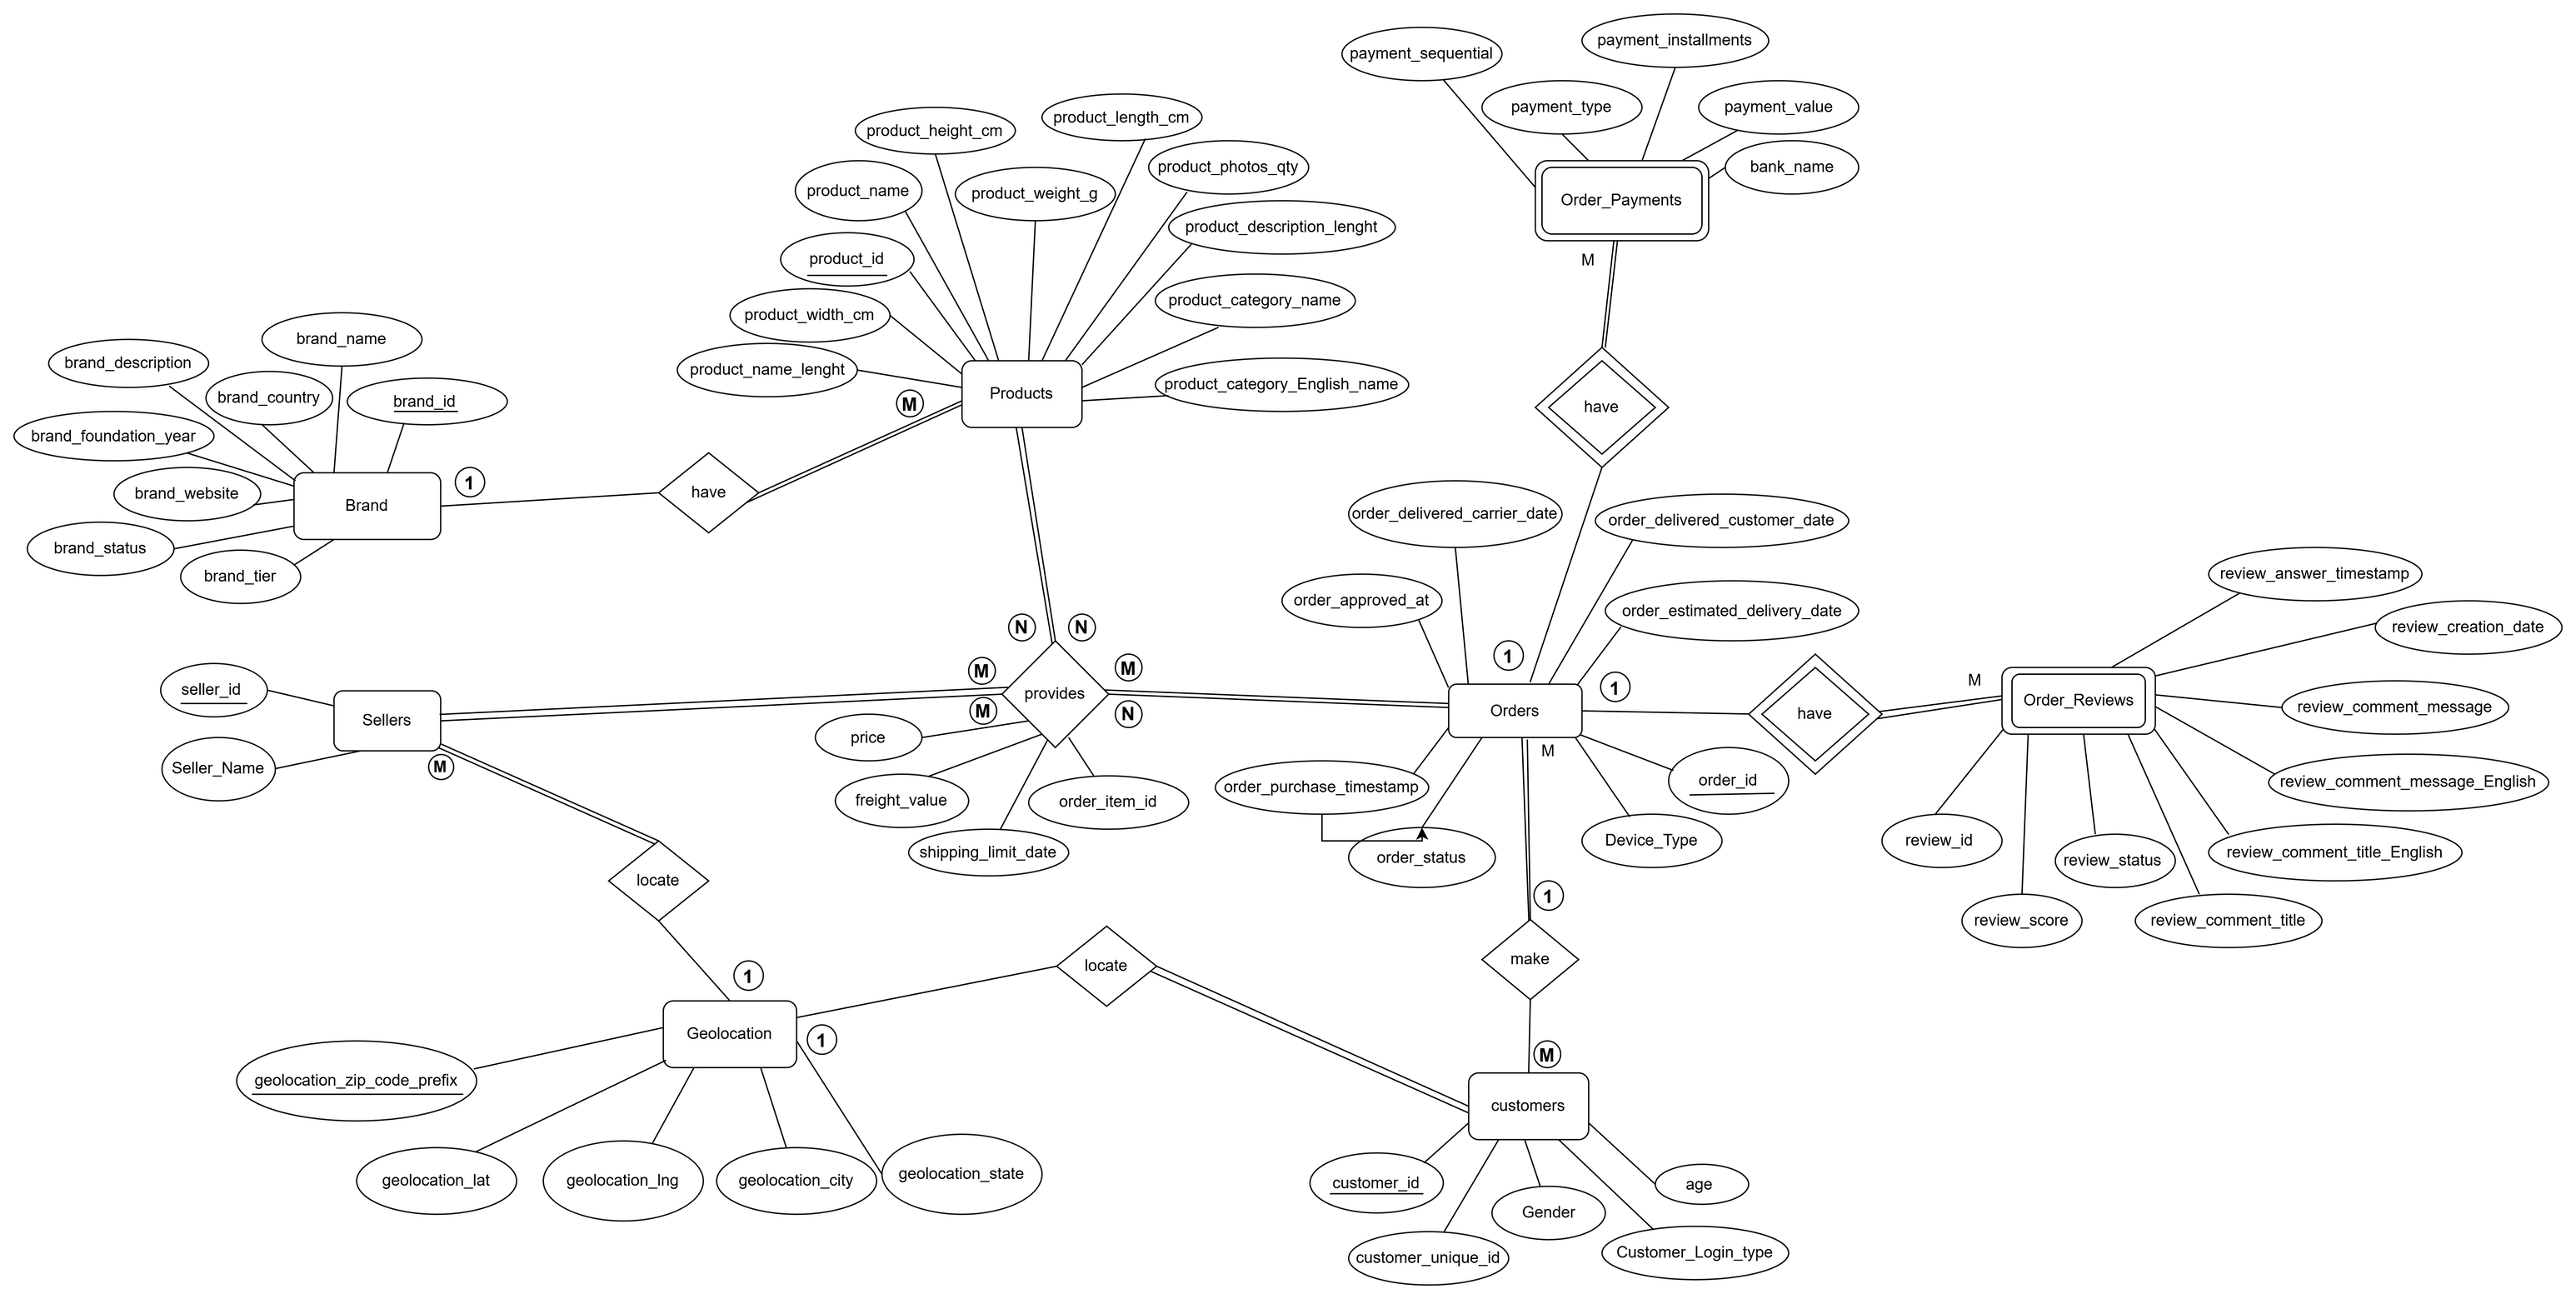 payment_sequential
payment_installments
payment_type
payment_value
bank_name
Order_Payments
M
have
product_height_cm
product_length_cm
product_name
product_weight_g
product_photos_qty
product_id
product_description_lenght
product_width_cm
product_category_name
product_name_lenght
product_category_English_name
Products
M
brand_name
brand_description
brand_country
brand_id
brand_foundation_year
brand_website
brand_status
brand_tier
Brand
1
have
order_delivered_carrier_date
order_delivered_customer_date
order_approved_at
order_estimated_delivery_date
1
1
Orders
M
order_purchase_timestamp
order_status
Device_Type
order_id
have
M
Order_Reviews
review_answer_timestamp
review_creation_date
review_comment_message
review_comment_message_English
review_comment_title_English
review_comment_title
review_status
review_id
review_score
N
N
M
M
M
N
provides
price
freight_value
shipping_limit_date
order_item_id
seller_id
Seller_Name
Sellers
M
locate
1
Geolocation
1
geolocation_zip_code_prefix
geolocation_lat
geolocation_lng
geolocation_city
geolocation_state
locate
1
make
M
customers
customer_id
customer_unique_id
Gender
Customer_Login_type
age